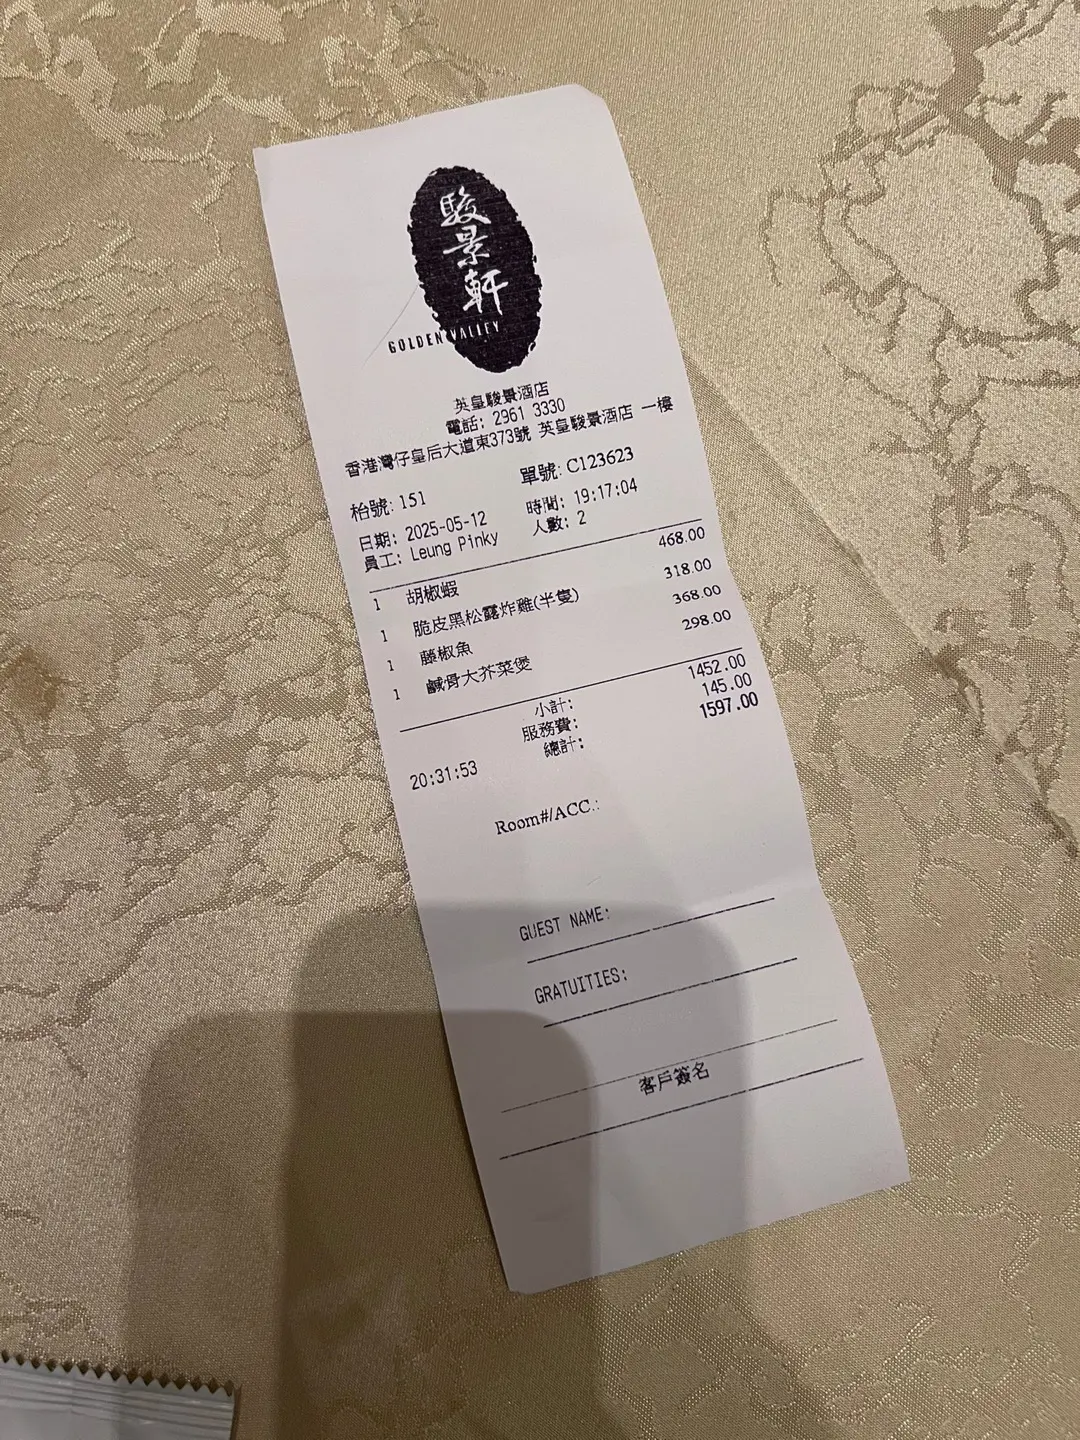 駿景軒
GOLDEN VALLEY
英皇駿景酒店
電話: 2961 3330
香港灣仔皇后大道東373號 英皇駿景酒店 一樓
枱號: 151 單號: C123623
日期: 2025-05-12 時間: 19:17:04
員工: Leung Pinky 人數: 2
1 胡椒蝦 468.00
1 脆皮黑松露炸雞(半隻) 318.00
1 藤椒魚 368.00
1 鹹骨大芥菜煲 298.00
小計: 1452.00
服務費: 145.00
總計: 1597.00
20:31:53
Room#/ACC.:
GUEST NAME:
GRATUITIES:
客戶簽名